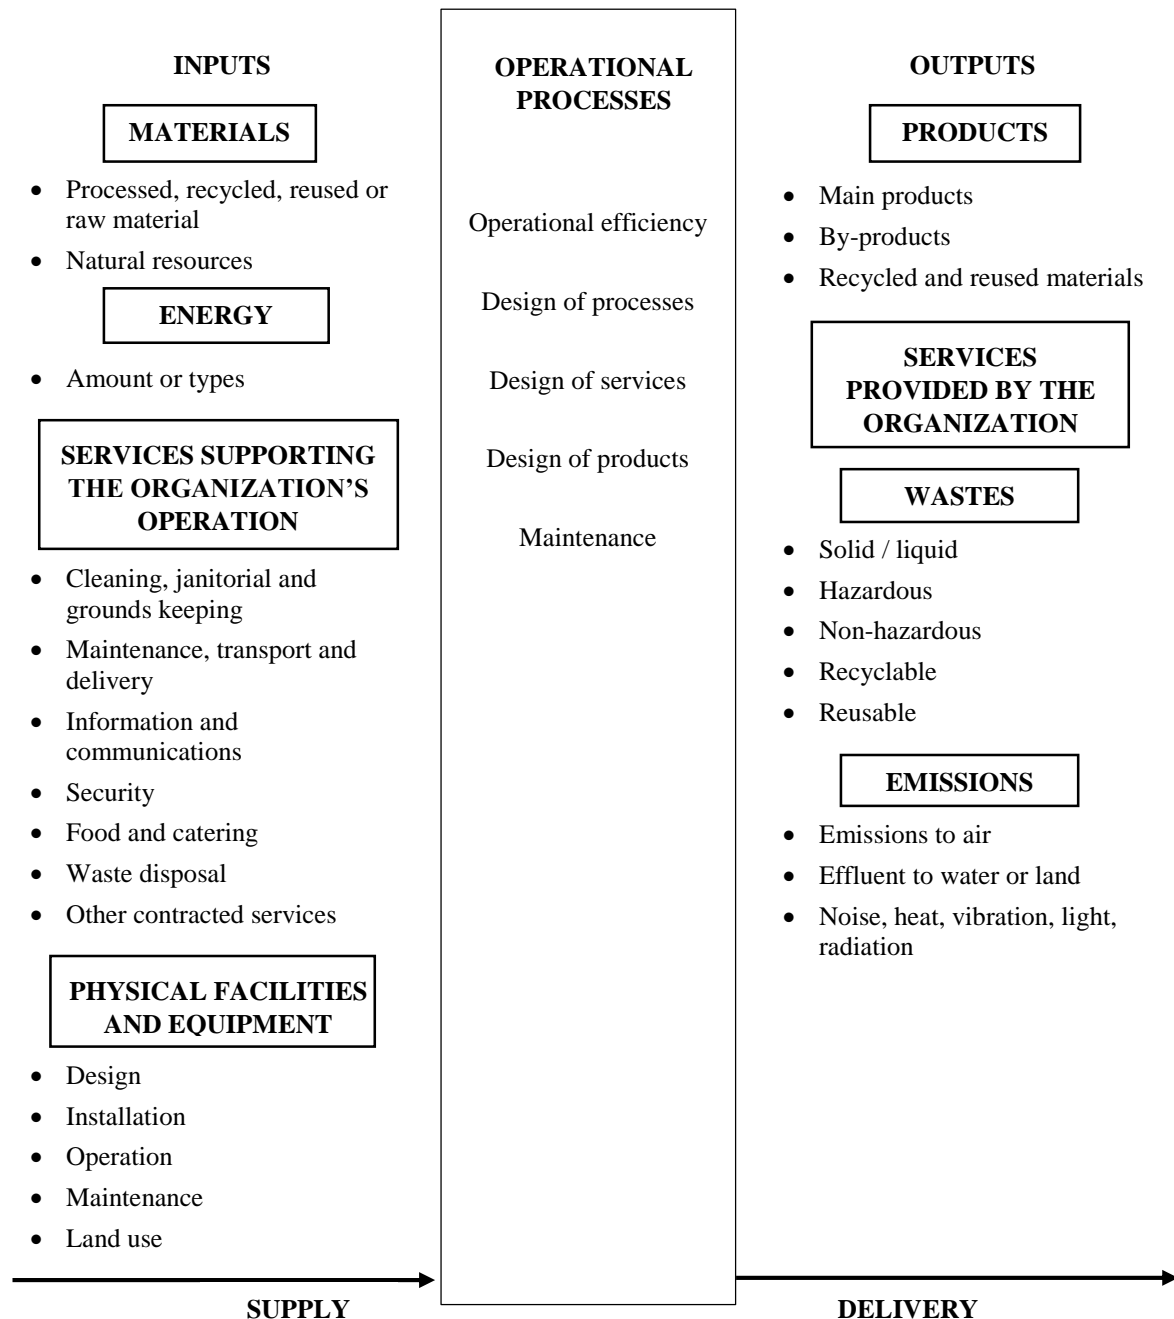 INPUTS
MATERIALS
• Processed, recycled, reused or
raw material
• Natural resources
ENERGY
• Amount or types
SERVICES SUPPORTING
THE ORGANIZATION’S
OPERATION
• Cleaning, janitorial and
grounds keeping
• Maintenance, transport and
delivery
• Information and
communications
• Security
• Food and catering
• Waste disposal
• Other contracted services
PHYSICAL FACILITIES
AND EQUIPMENT
• Design
• Installation
• Operation
• Maintenance
• Land use
SUPPLY
OPERATIONAL
PROCESSES
Operational efficiency
Design of processes
Design of services
Design of products
Maintenance
OUTPUTS
PRODUCTS
• Main products
• By-products
• Recycled and reused materials
SERVICES
PROVIDED BY THE
ORGANIZATION
WASTES
• Solid / liquid
• Hazardous
• Non-hazardous
• Recyclable
• Reusable
EMISSIONS
• Emissions to air
• Effluent to water or land
• Noise, heat, vibration, light,
radiation
DELIVERY